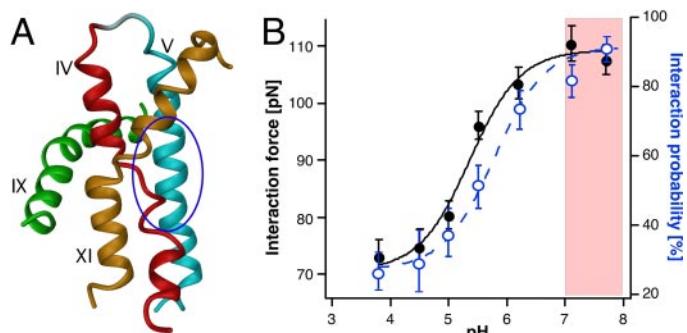 A
IV
V
IX
XI
B
Interaction force [pN]
110
100
90
80
70
100
80
60
40
20
Interaction probability [%]
3
4
5
6
7
8
pH